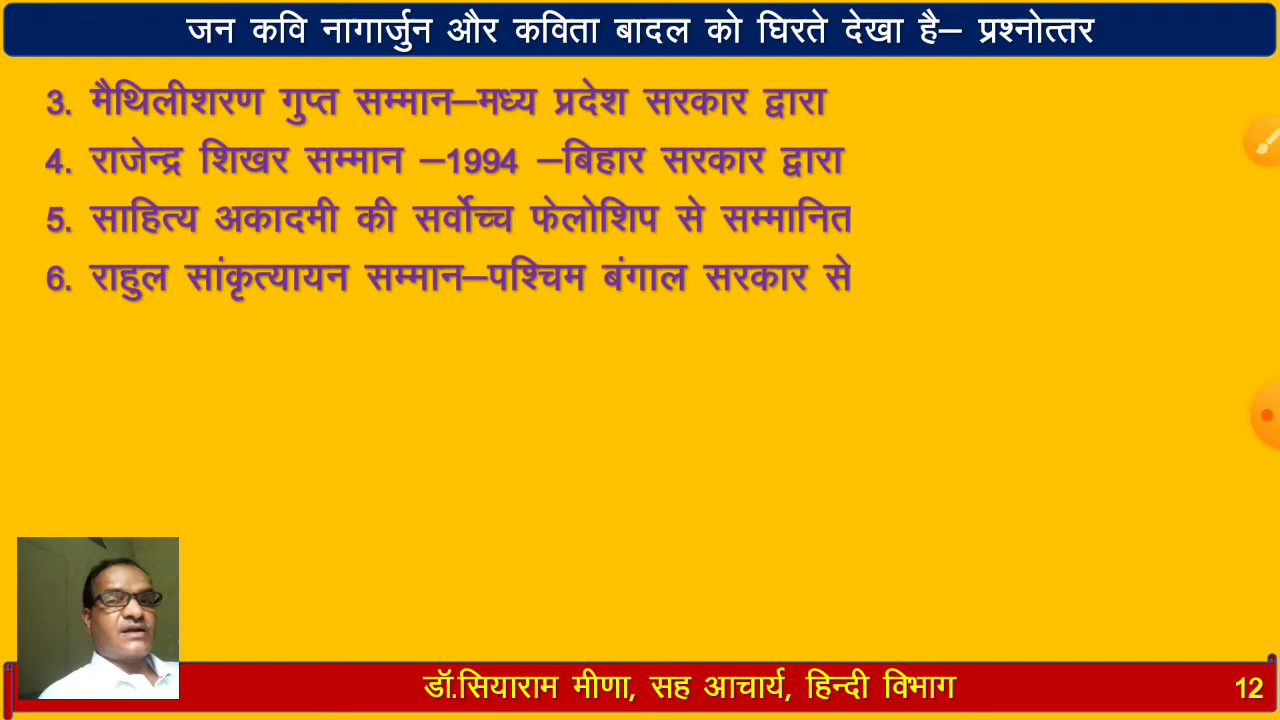 जन कवि नागार्जुन और कविता बादल को घिरते देखा है– प्रश्नोत्तर
3. मैथिलीशरण गुप्त सम्मान–मध्य प्रदेश सरकार द्वारा
4. राजेन्द्र शिखर सम्मान –1994 –बिहार सरकार द्वारा
5. साहित्य अकादमी की सर्वोच्च फेलोशिप से सम्मानित
6. राहुल सांकृत्यायन सम्मान–पश्चिम बंगाल सरकार से
डॉ.सियाराम मीणा, सह आचार्य, हिन्दी विभाग
12